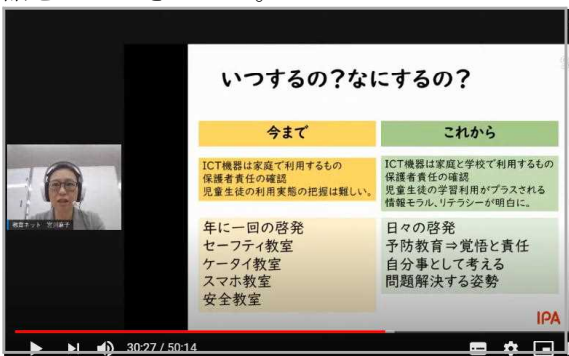 いつするの?なにするの?
今まで
これから
ICT機器は家庭で利用するもの
保護者責任の確認
児童生徒の利用実態の把握は難しい。
ICT機器は家庭と学校で利用するもの
保護者責任の確認
児童生徒の学習利用がプラスされる
情報モラル、リテラシーが明白に。
年に一回の啓発
セーフティ教室
ケータイ教室
スマホ教室
安全教室
日々の啓発
予防教育⇒覚悟と責任
自分事として考える
問題解決する姿勢
IPA
30:27 / 50:14